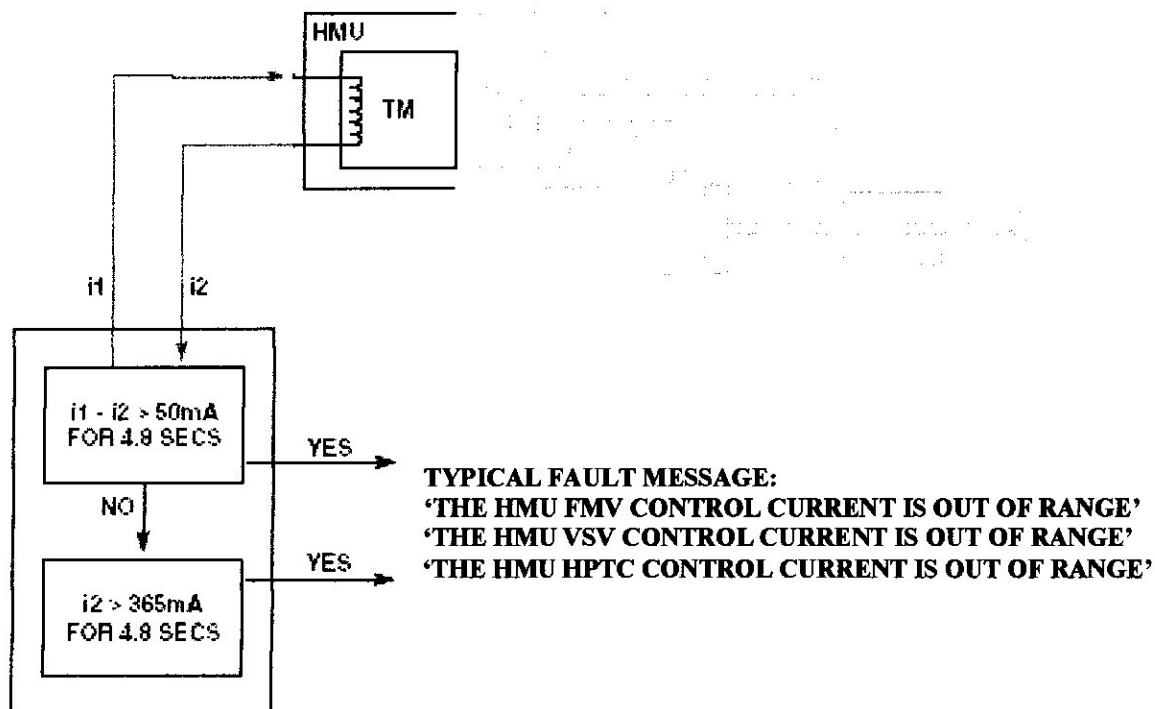 HMU
TM
i1
i2
i1 - i2 > 50mA
FOR 4.8 SECS
YES
TYPICAL FAULT MESSAGE:
‘THE HMU FMV CONTROL CURRENT IS OUT OF RANGE’
‘THE HMU VSV CONTROL CURRENT IS OUT OF RANGE’
‘THE HMU HPTC CONTROL CURRENT IS OUT OF RANGE’
NO
YES
i2 > 365mA
FOR 4.8 SECS